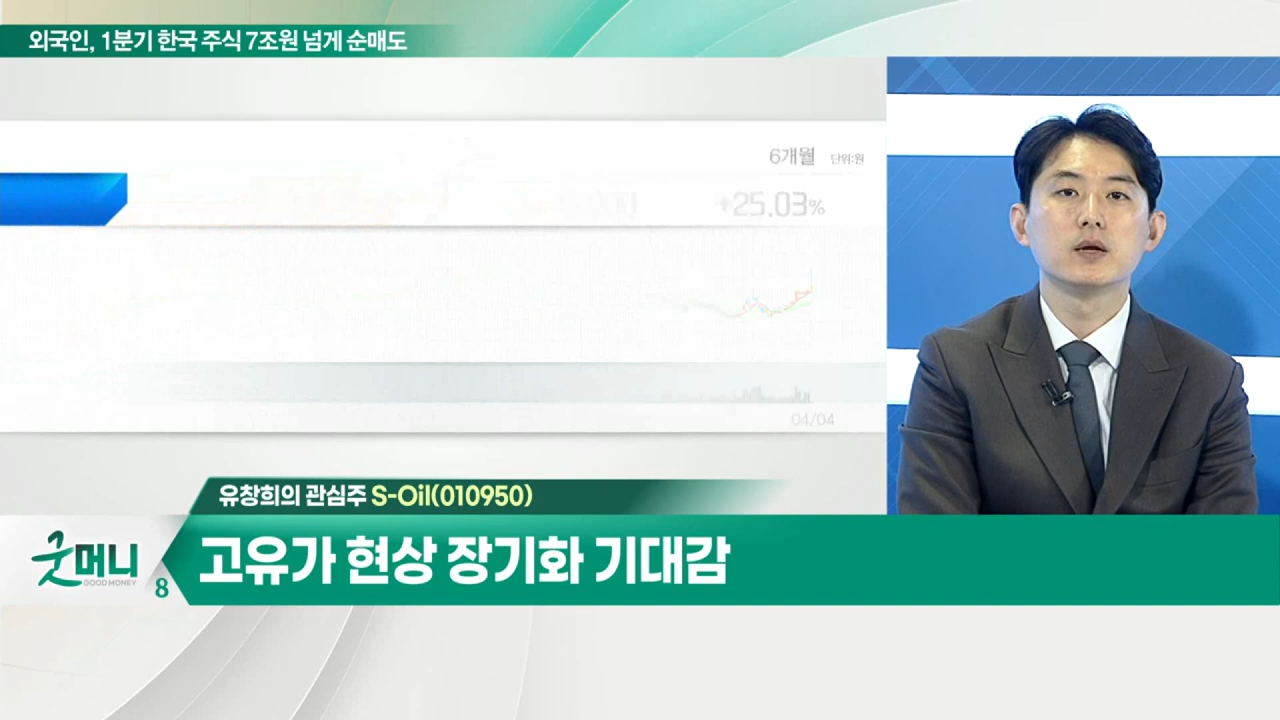 외국인, 1분기 한국 주식 7조원 넘게 순매도
6개월 단위:원
+25.03%
04/04
유창희의 관심주 S-Oil(010950)
고유가 현상 장기화 기대감
굿머니
GOOD MONEY
8